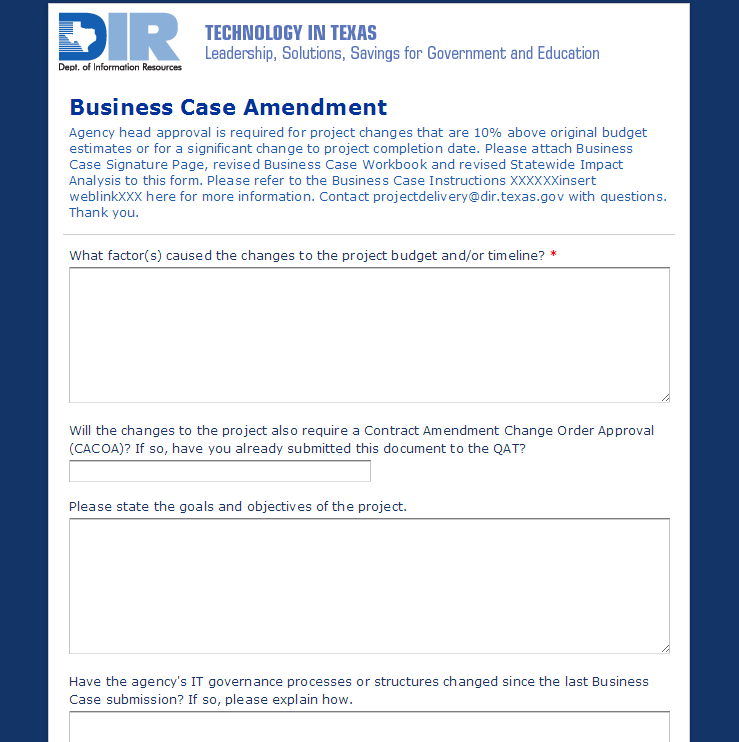 DIR
Dept. of Information Resources
TECHNOLOGY IN TEXAS
Leadership, Solutions, Savings for Government and Education
Business Case Amendment
Agency head approval is required for project changes that are 10% above original budget
estimates or for a significant change to project completion date. Please attach Business
Case Signature Page, revised Business Case Workbook and revised Statewide Impact
Analysis to this form. Please refer to the Business Case Instructions XXXXXXinsert
weblinkXXX here for more information. Contact projectdelivery@dir.texas.gov with questions.
Thank you.
What factor(s) caused the changes to the project budget and/or timeline? *
Will the changes to the project also require a Contract Amendment Change Order Approval
(CACOA)? If so, have you already submitted this document to the QAT?
Please state the goals and objectives of the project.
Have the agency's IT governance processes or structures changed since the last Business
Case submission? If so, please explain how.